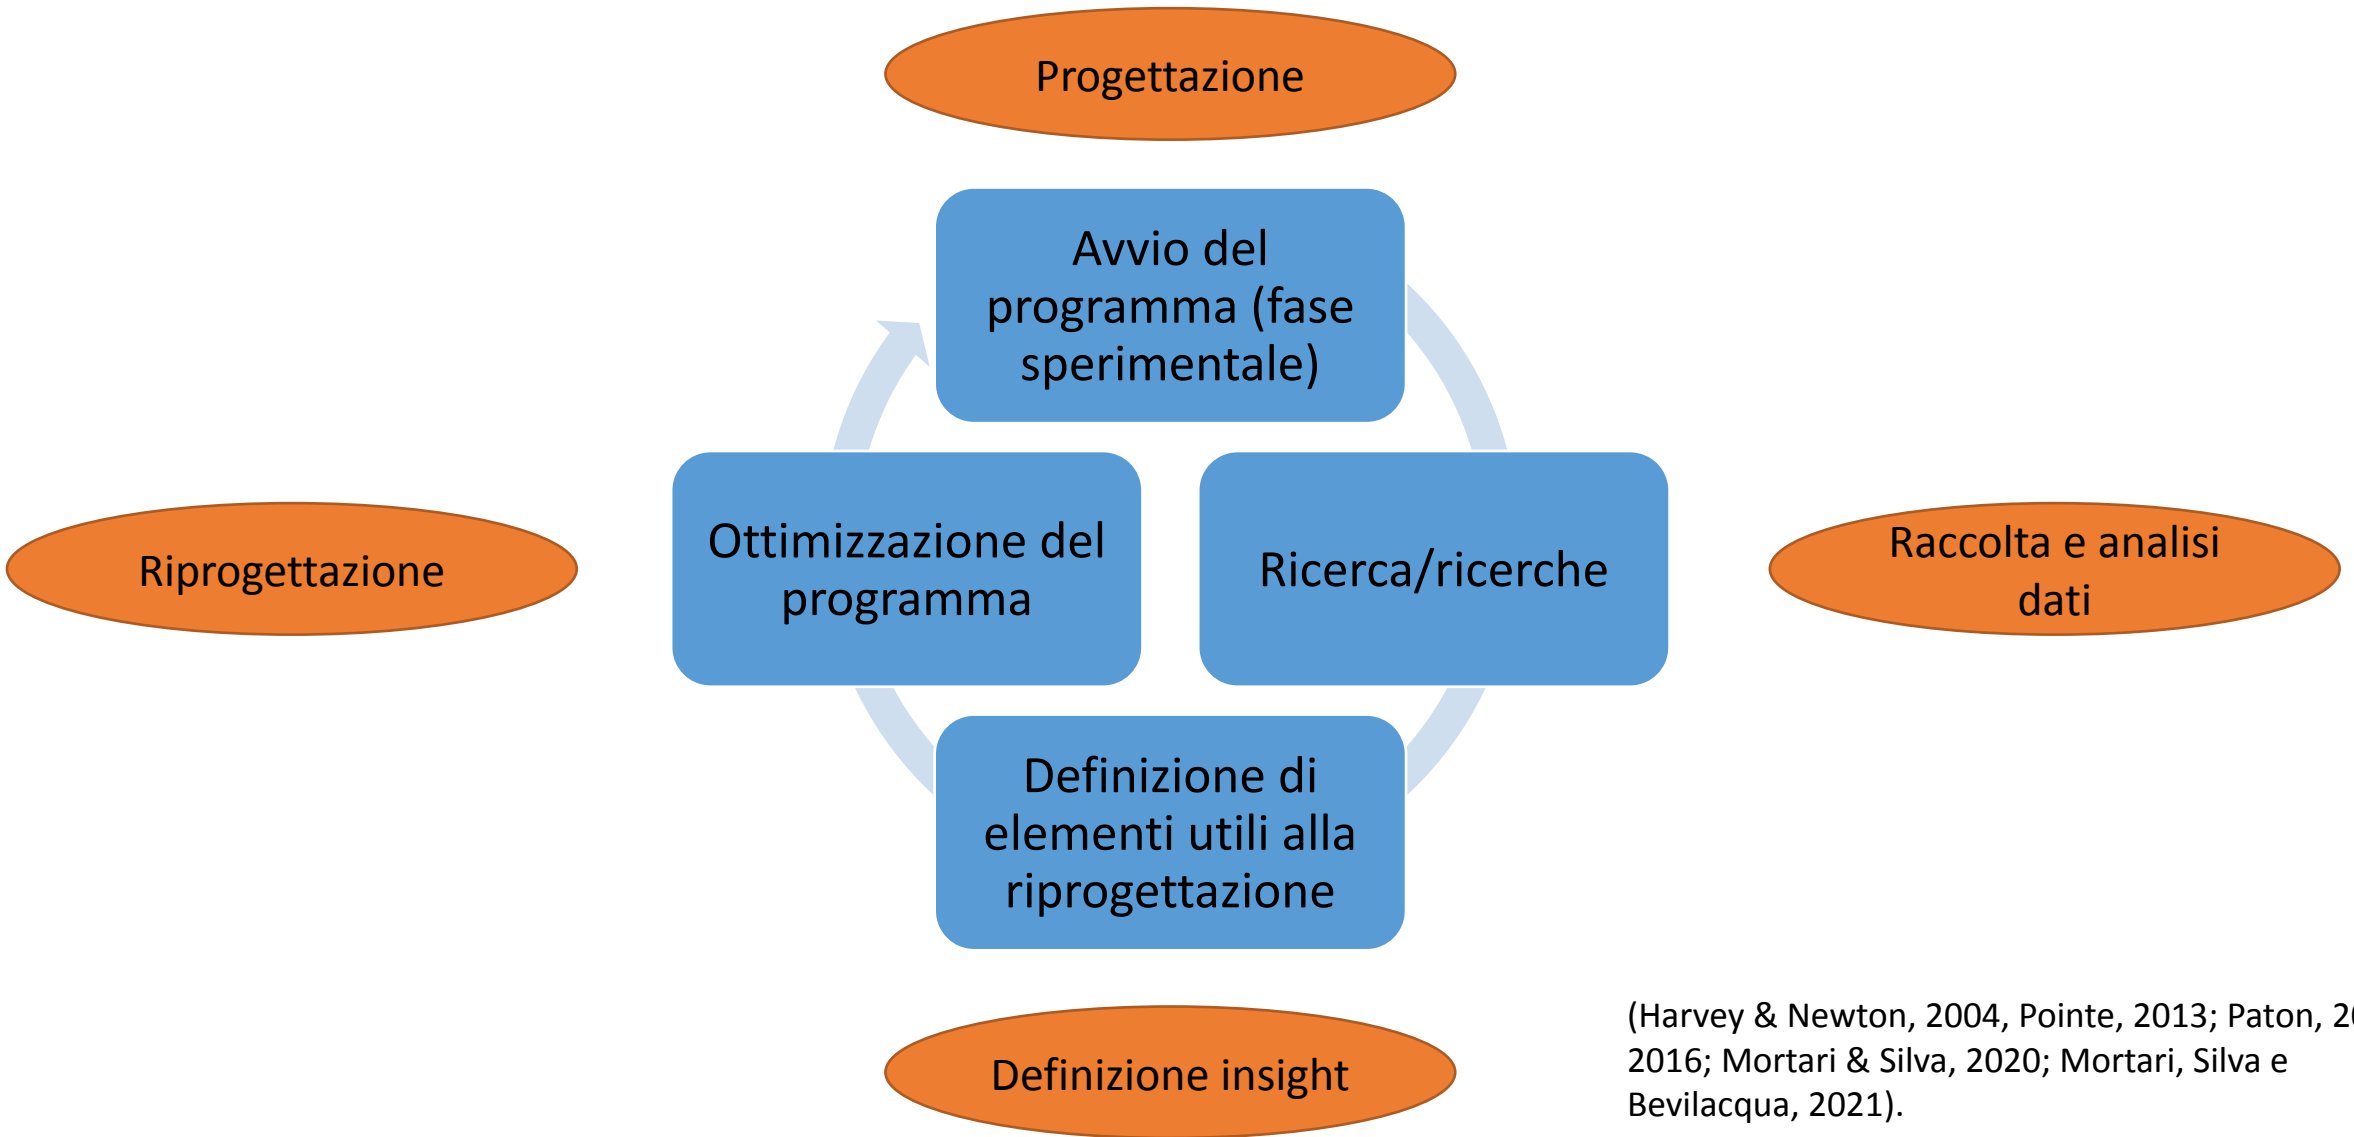 Progettazione
Avvio del
programma (fase
sperimentale)
Riprogettazione
Ottimizzazione del
programma
Ricerca/ricerche
Raccolta e analisi
dati
Definizione di
elementi utili alla
riprogettazione
Definizione insight
(Harvey & Newton, 2004, Pointe, 2013; Paton,
2016; Mortari & Silva, 2020; Mortari, Silva e
Bevilacqua, 2021).